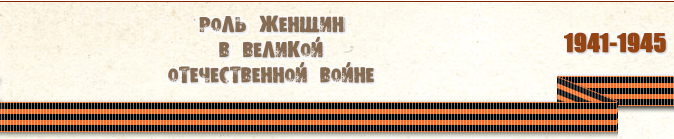 РОЛЬ ЖЕНЩИН
В ВЕЛИКОЙ
ОТЕЧЕСТВЕННОЙ ВОЙНЕ
1941-1945